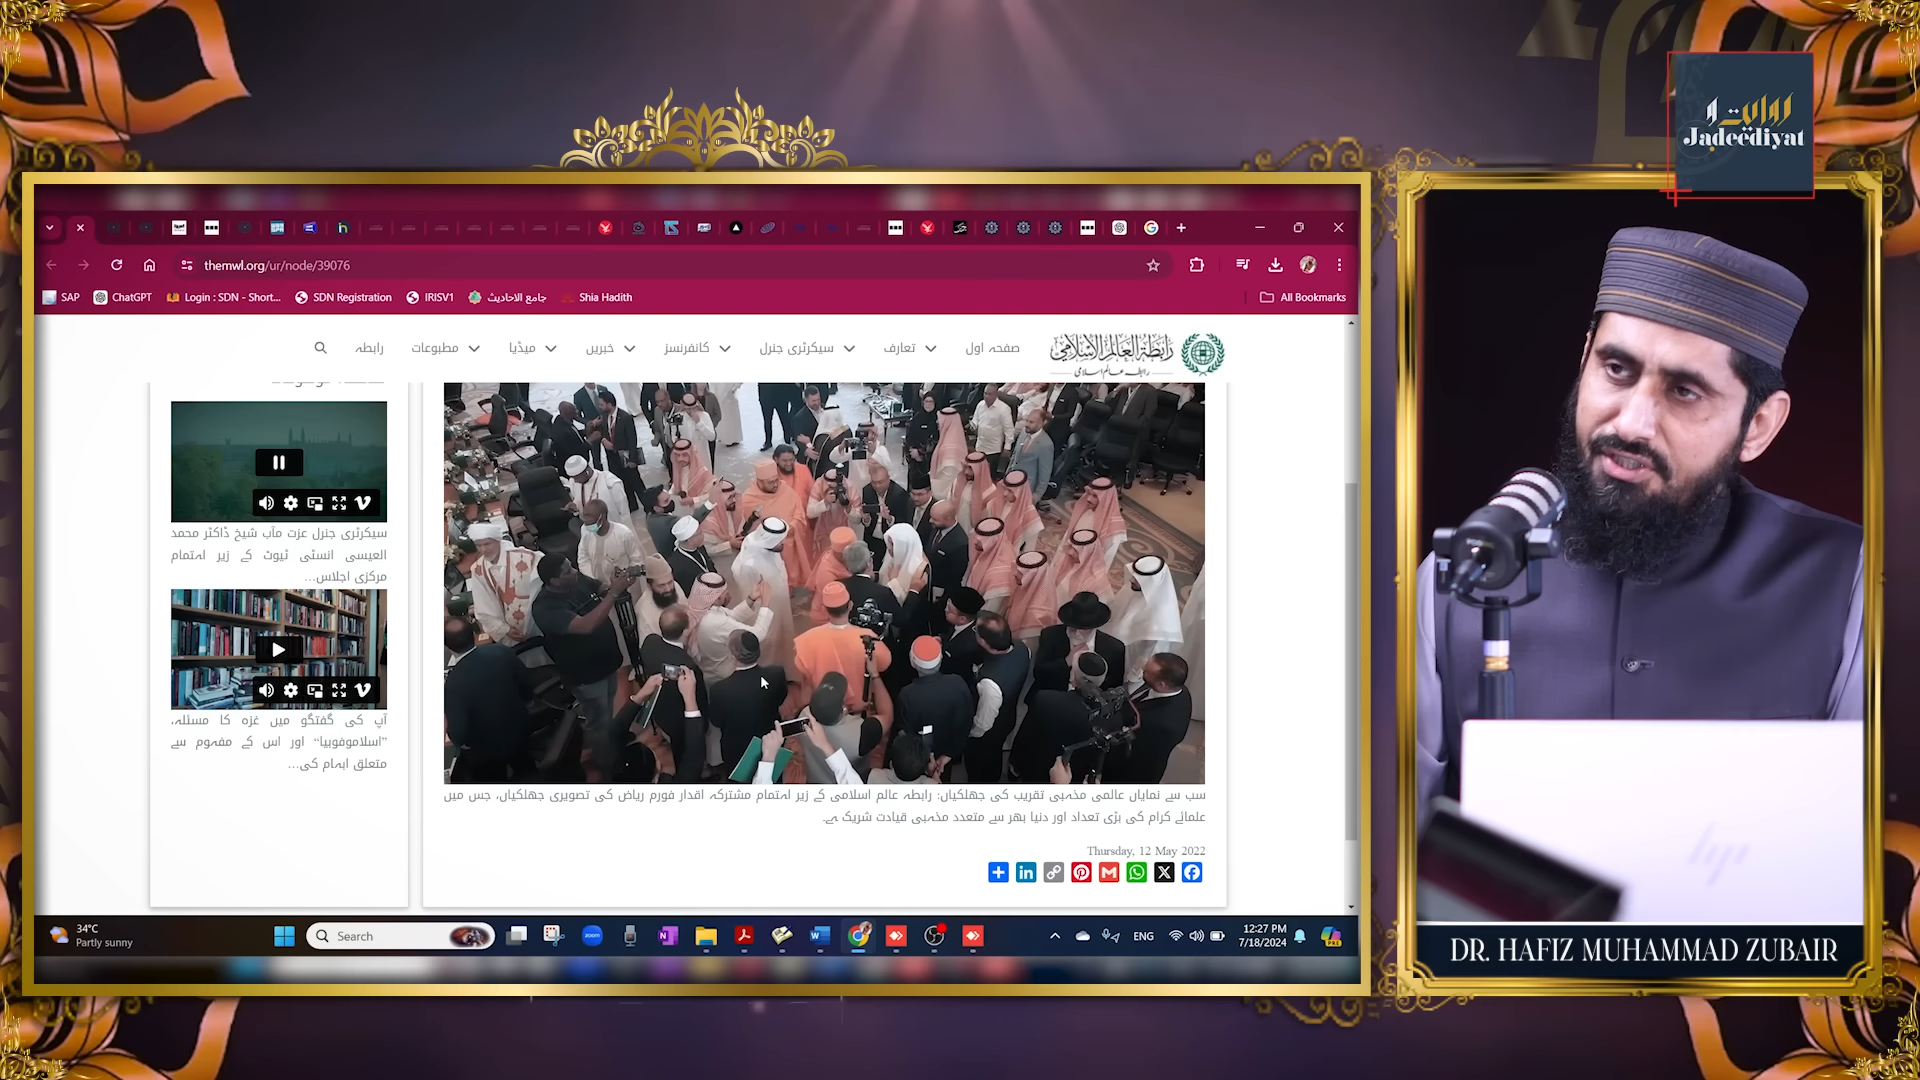 روایت و
Jadeediyat
themwl.org/ur/node/39076
SAP
ChatGPT
Login : SDN - Short...
SDN Registration
IRISV1
جامع الاحادیث
Shia Hadith
All Bookmarks
رابطة العالم الإسلامي
رابطہ عالم اسلامی
صفحہ اول
تعارف
سیکرٹری جنرل
کانفرنسز
خبریں
میڈیا
مطبوعات
رابطہ
سیکرٹری جنرل عزت مآب شیخ ڈاکٹر محمد
العیسی انسٹی ٹیوٹ کے زیر اہتمام
مرکزی اجلاس...
آپ کی گفتگو میں غزہ کا مسئلہ،
"اسلاموفوبیا" اور اس کے مفہوم سے
متعلق ابہام کی...
سب سے نمایاں عالمی مذہبی تقریب کی جھلکیاں: رابطہ عالم اسلامی کے زیر اہتمام مشترکہ اقدار فورم ریاض کی تصویری جھلکیاں، جس میں
علمائے کرام کی بڑی تعداد اور دنیا بھر سے متعدد مذہبی قیادت شریک ہے۔
Thursday, 12 May 2022
34°C
Partly sunny
Search
ENG
12:27 PM
7/18/2024
DR. HAFIZ MUHAMMAD ZUBAIR